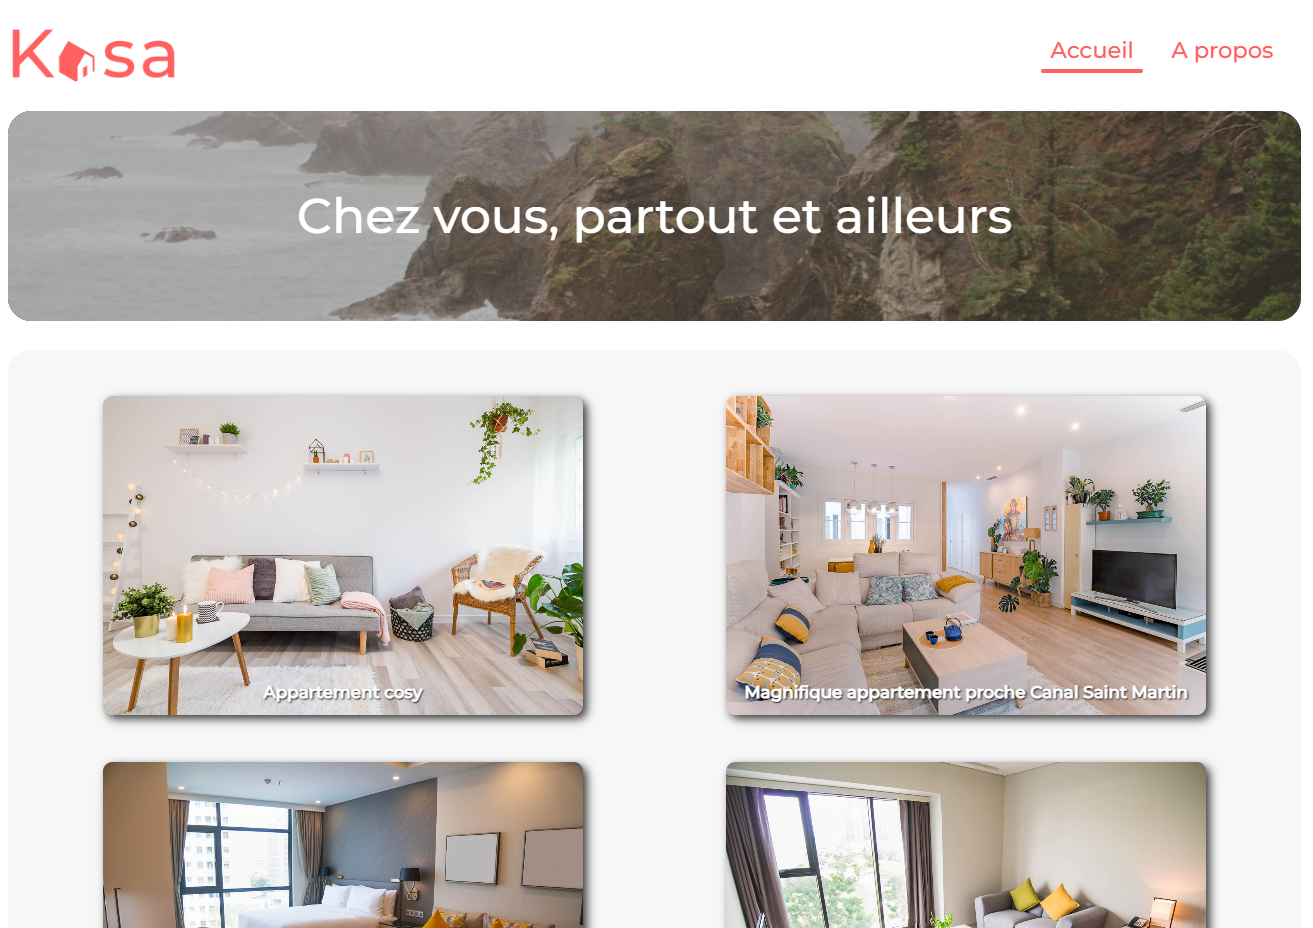 Kasa
Accueil
A propos
Chez vous, partout et ailleurs
Appartement cosy
Magnifique appartement proche Canal Saint Martin